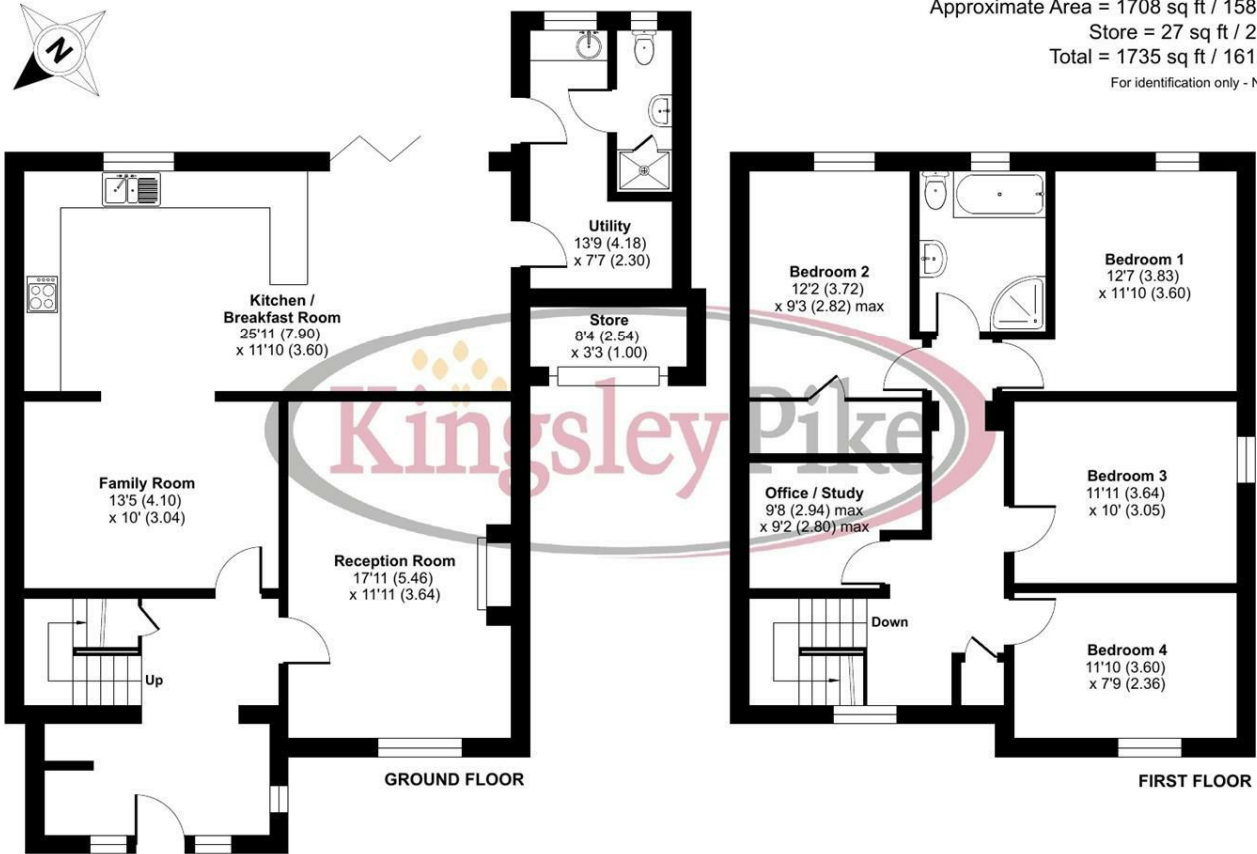 Approximate Area = 1708 sq ft / 158
Store = 27 sq ft / 2
Total = 1735 sq ft / 161
For identification only - N
N
Utility
13'9 (4.18)
x 7'7 (2.30)
Kitchen /
Breakfast Room
25'11 (7.90)
x 11'10 (3.60)
Store
8'4 (2.54)
x 3'3 (1.00)
Family Room
13'5 (4.10)
x 10' (3.04)
Reception Room
17'11 (5.46)
x 11'11 (3.64)
Up
GROUND FLOOR
Bedroom 2
12'2 (3.72)
x 9'3 (2.82) max
Bedroom 1
12'7 (3.83)
x 11'10 (3.60)
Office / Study
9'8 (2.94) max
x 9'2 (2.80) max
Bedroom 3
11'11 (3.64)
x 10' (3.05)
Down
Bedroom 4
11'10 (3.60)
x 7'9 (2.36)
FIRST FLOOR
Kingsley Pike